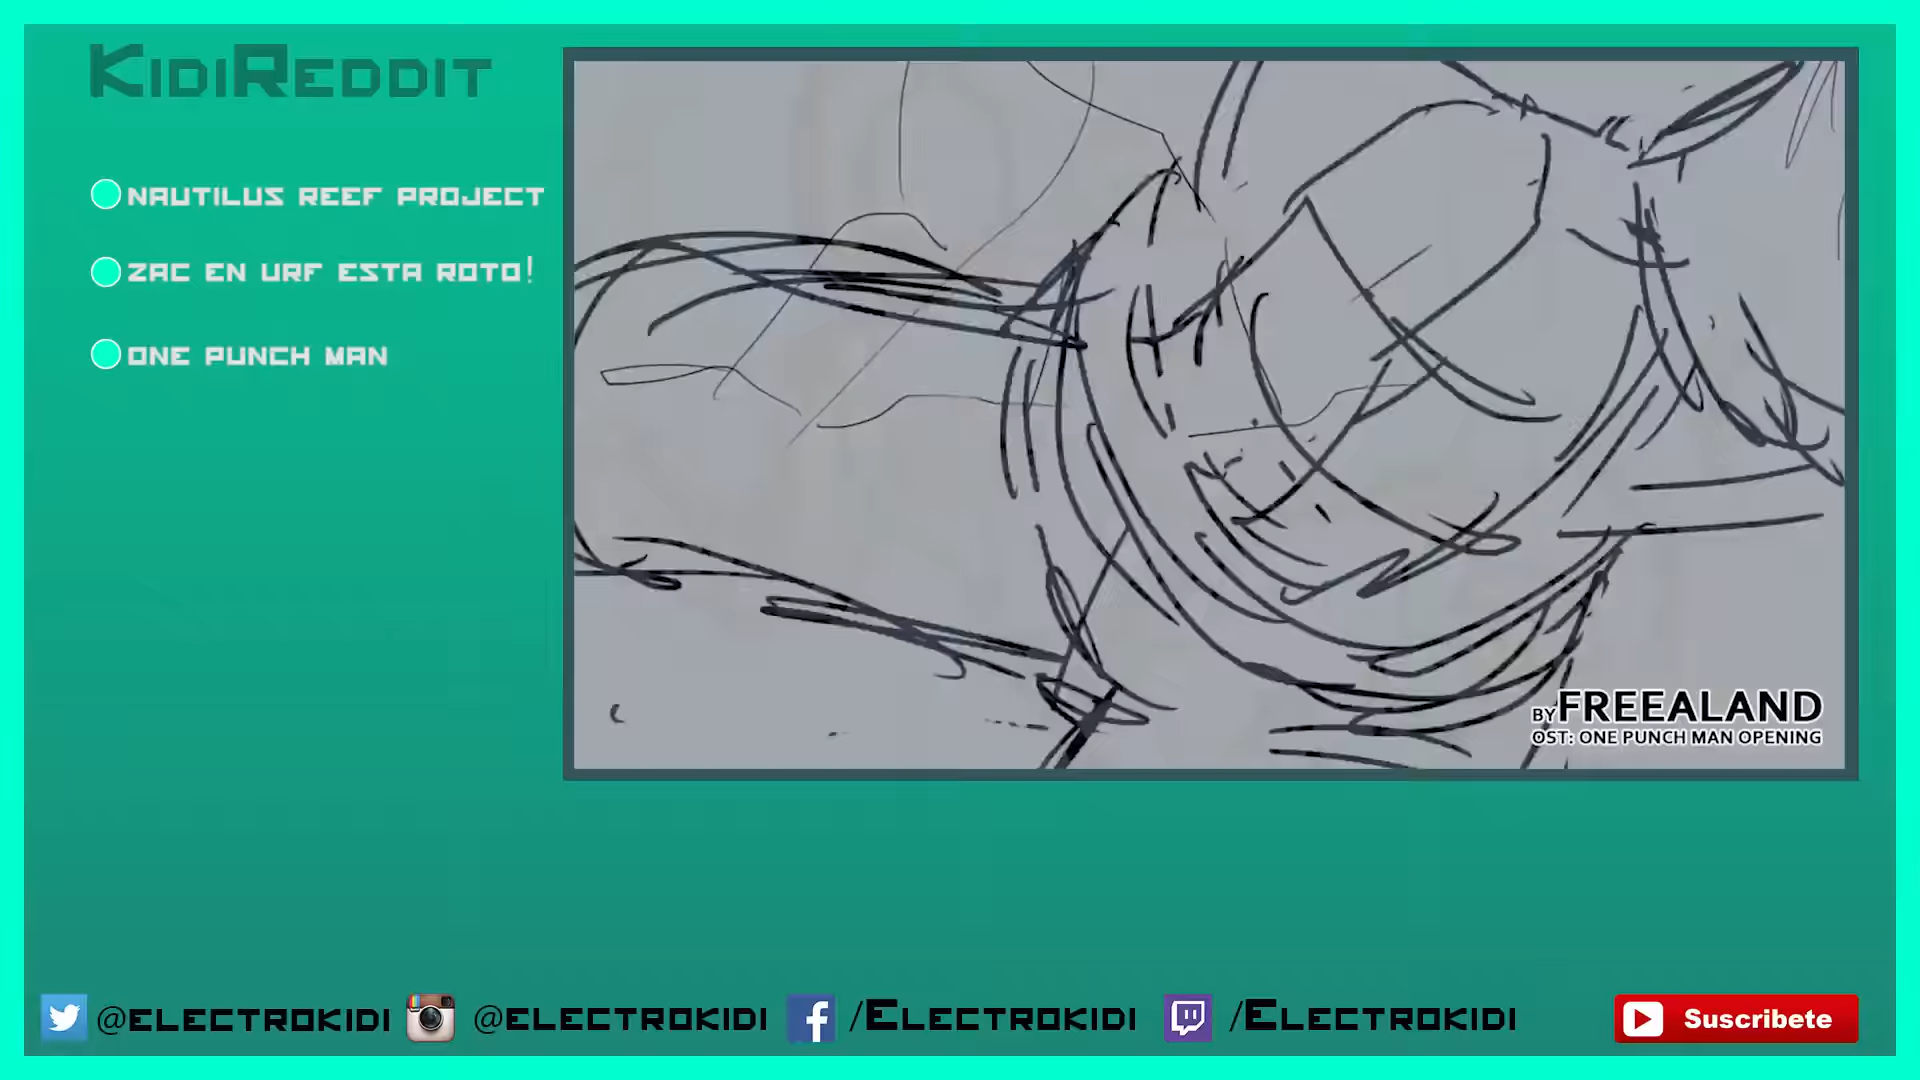 KidiReddit
NAUTILUS REEF PROJECT
ZAC EN URF ESTA ROTO!
ONE PUNCH MAN
BY FREEALAND
OST: ONE PUNCH MAN OPENING
@ELECTROKIDI @ELECTROKIDI /ELECTROKIDI /ELECTROKIDI Suscribete